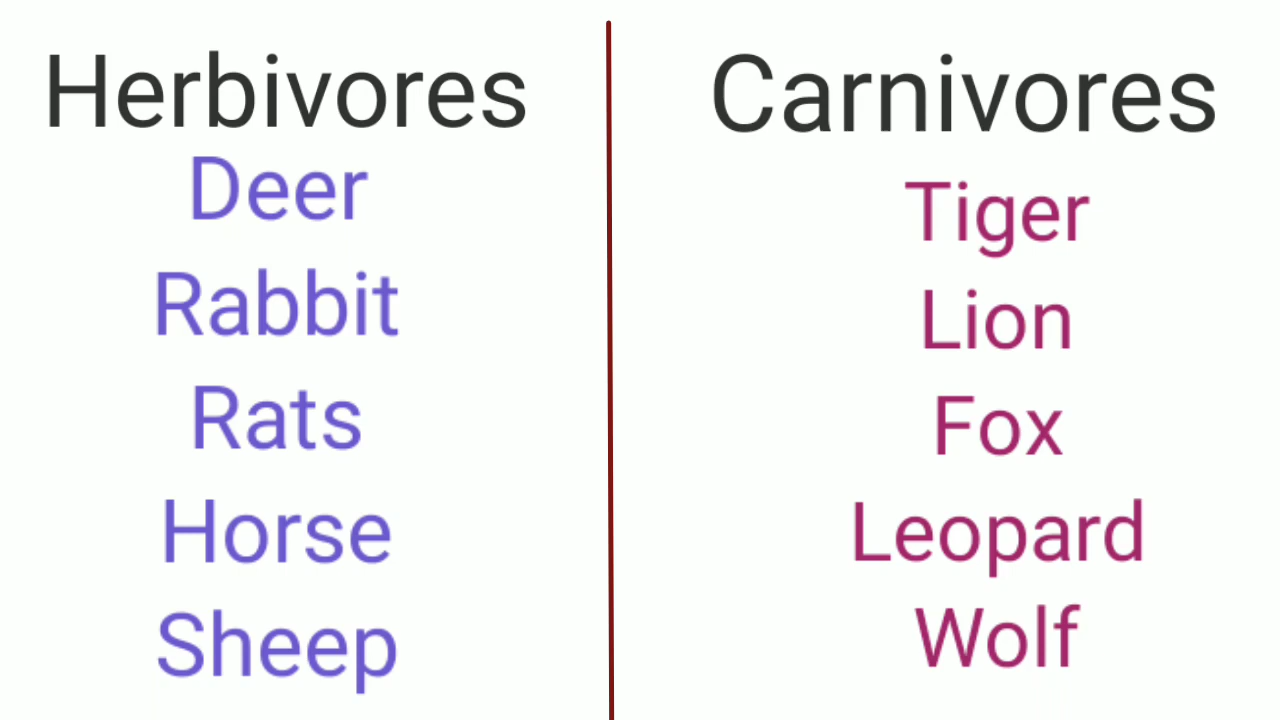 Herbivores
Deer
Rabbit
Rats
Horse
Sheep
Carnivores
Tiger
Lion
Fox
Leopard
Wolf